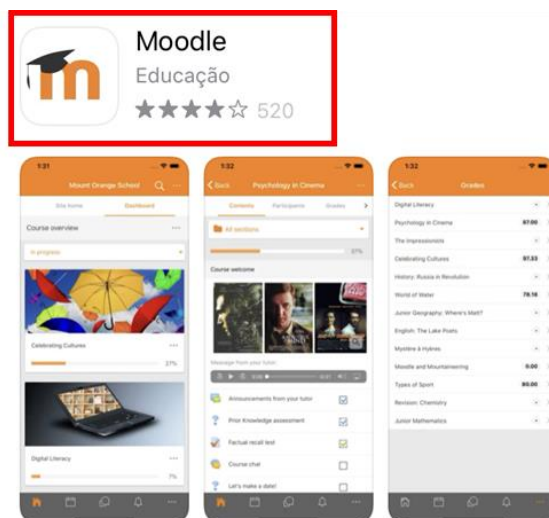 m
Moodle
Educação
520
1:31
Mount Orange School
Site home Dashboard
Course overview
In progress
Celebrating Cultures
27%
Digital Literacy
7%
1:32
Back Psychology in Cinema
Contents Participants Grades
All sections
37%
Course welcome
Message from your tutor:
Announcements from your tutor
Prior Knowledge assessment
Factual recall test
Course chat
Let's make a date!
1:32
Back Grades
Digital Literacy
Psychology in Cinema 67.00
The Impressionists
Celebrating Cultures 97.33
History: Russia in Revolution
World of Water 78.16
Junior Geography: Where's Matt?
English: The Lake Poets
Mystère à Hyères
Moodle and Mountaineering 0.00
Types of Sport
Revision: Chemistry
Junior Mathematics